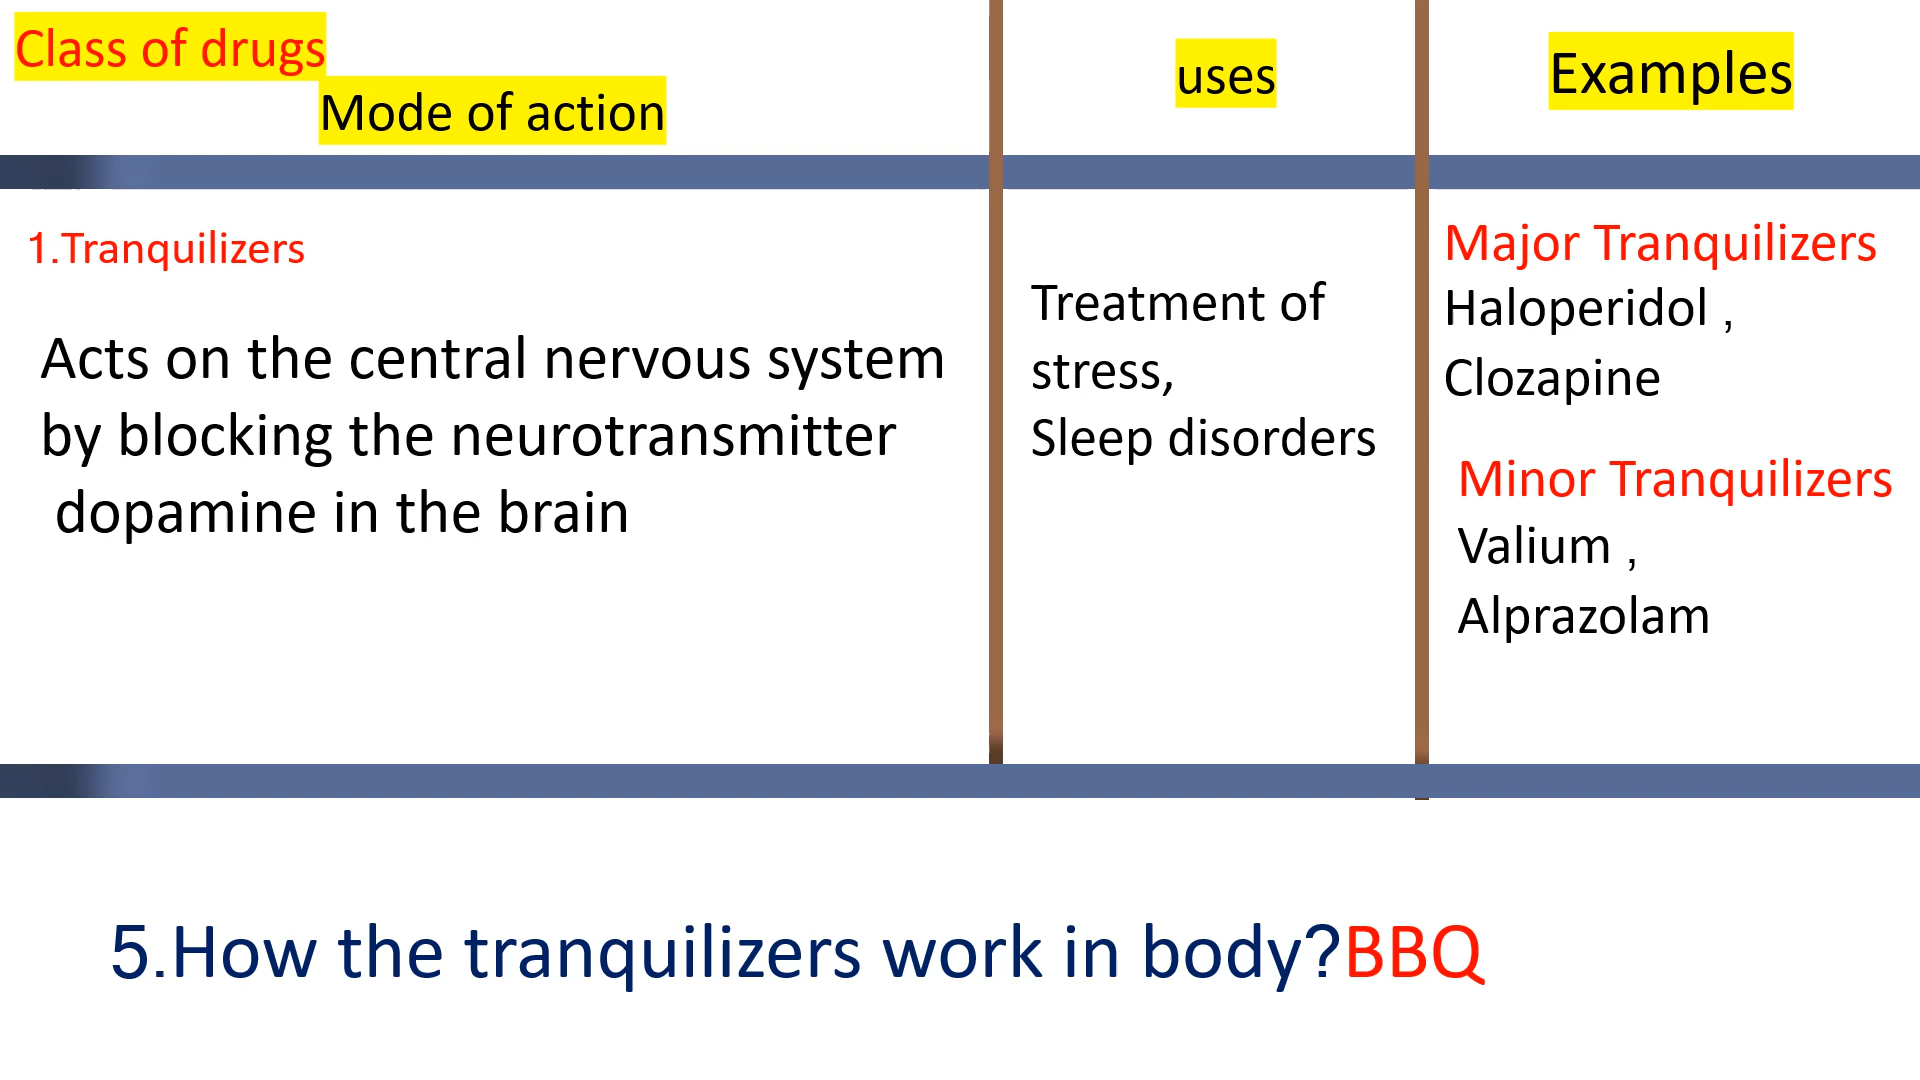 Class of drugs
Mode of action
uses
Examples
1.Tranquilizers
Acts on the central nervous system
by blocking the neurotransmitter
dopamine in the brain
Treatment of
stress,
Sleep disorders
Major Tranquilizers
Haloperidol ,
Clozapine
Minor Tranquilizers
Valium ,
Alprazolam
5.How the tranquilizers work in body?BBQ